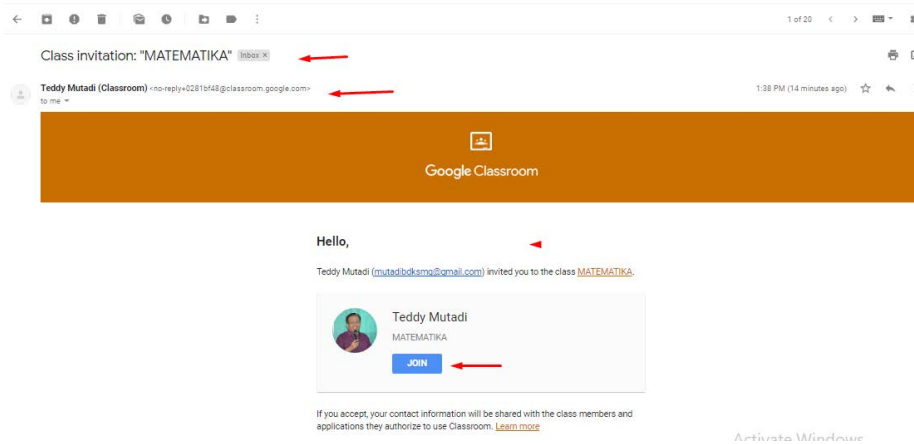 1 of 20
Class invitation: "MATEMATIKA" Inbox ×
Teddy Mutadi (Classroom) <no-reply+0281bf48@classroom.google.com>
1:38 PM (14 minutes ago)
to me
Google Classroom
Hello,
Teddy Mutadi (mutadibdksmg@gmail.com) invited you to the class MATEMATIKA.
Teddy Mutadi
MATEMATIKA
JOIN
If you accept, your contact information will be shared with the class members and
applications they authorize to use Classroom. Learn more
Activate Windows